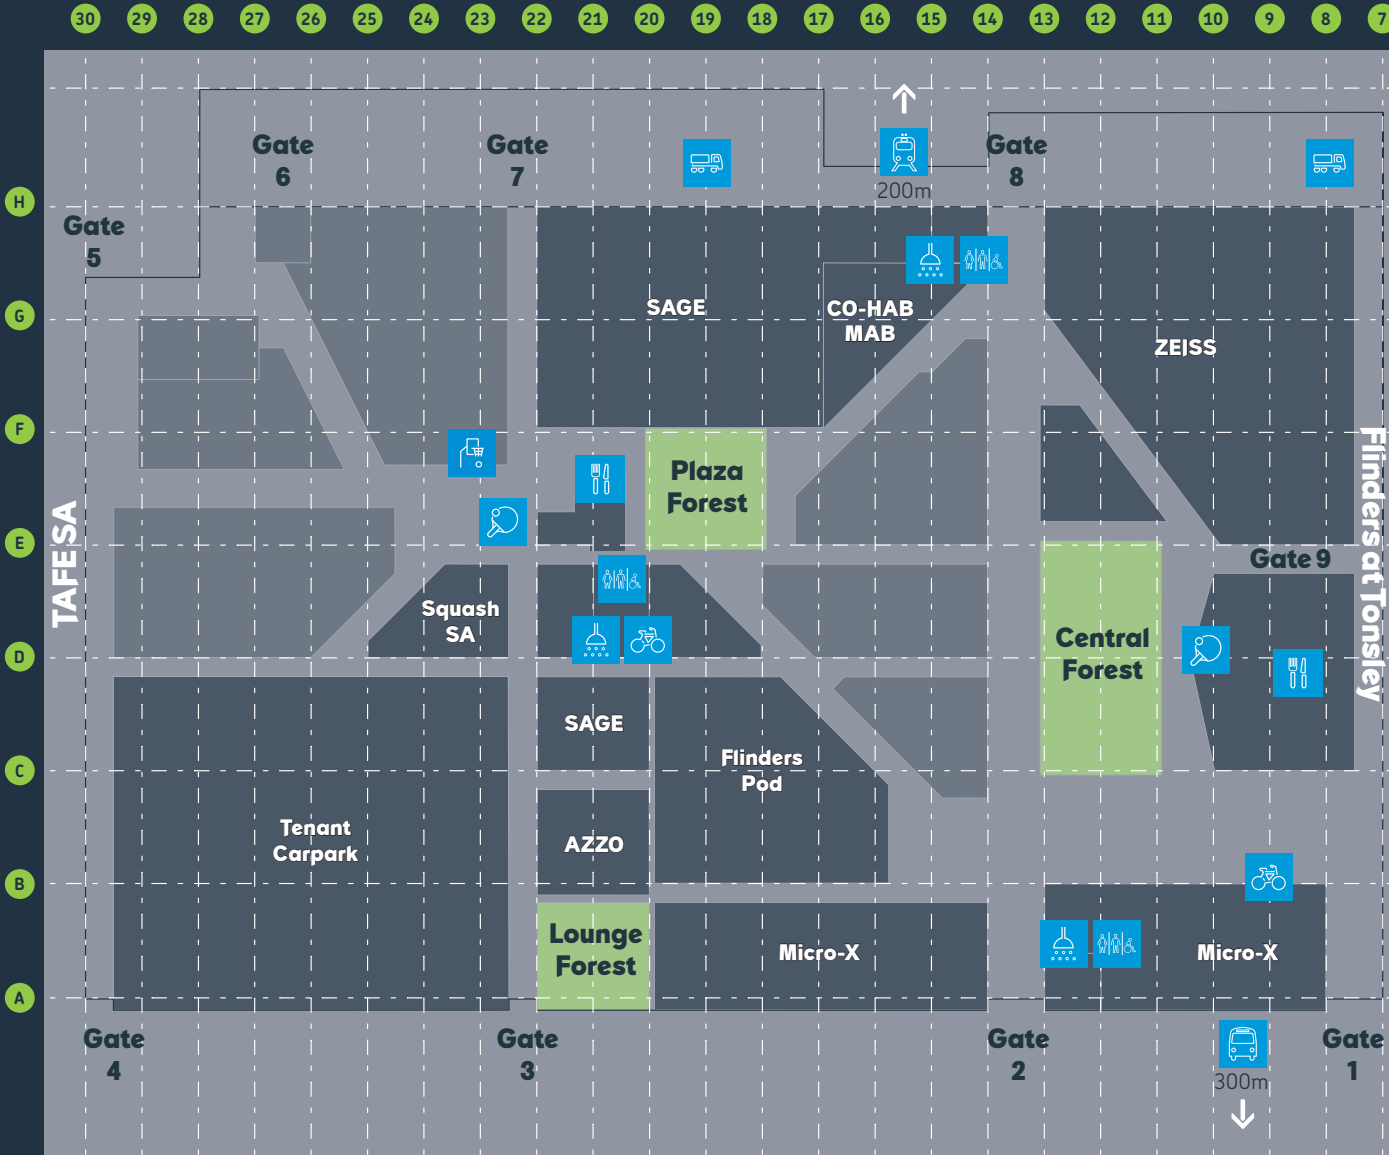 30 29 28 27 26 25 24 23 22 21 20 19 18 17 16 15 14 13 12 11 10 9 8 7
Gate
6
Gate
7
Gate
8
200m
H
Gate
5
SAGE
CO-HAB
MAB
G
ZEISS
F
Plaza
Forest
E
TAFE SA
Flinders at Tonsley
Gate 9
Squash
SA
Central
Forest
D
SAGE
Flinders
Pod
C
Tenant
Carpark
AZZO
B
Lounge
Forest
Micro-X
Micro-X
A
Gate
4
Gate
3
Gate
2
Gate
1
300m